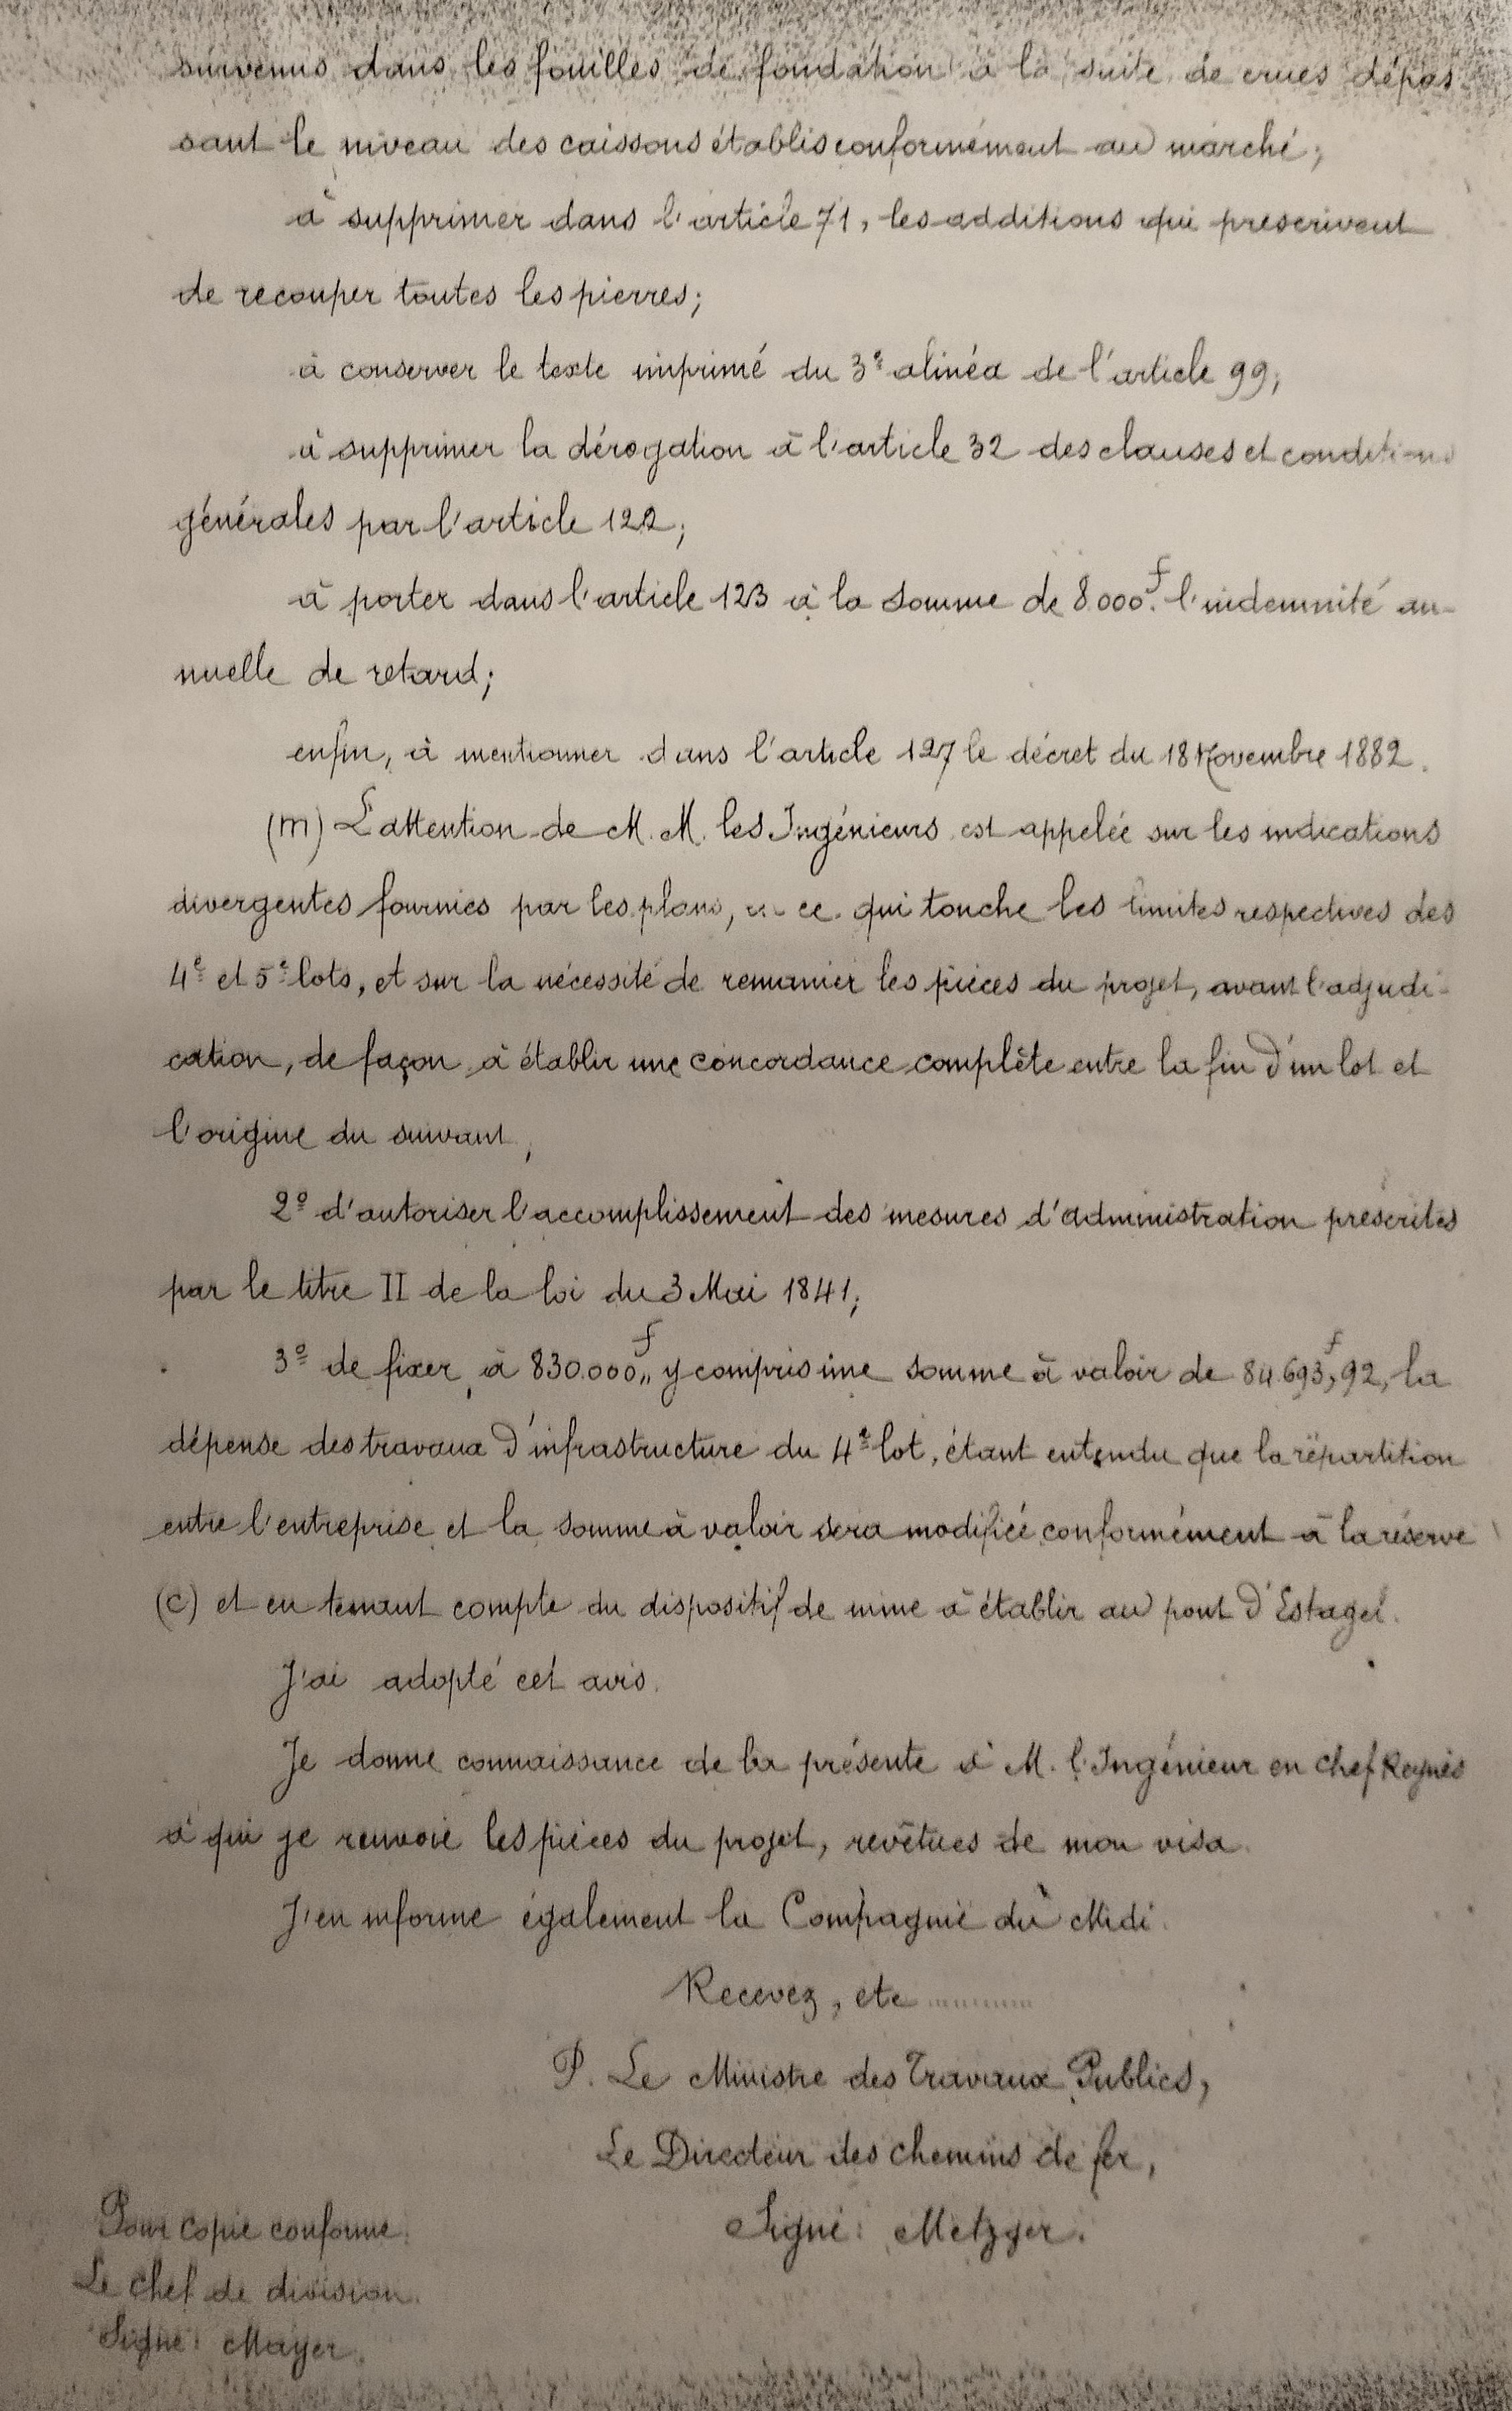 survenus dans les fouilles de fondation à la suite de crues dépas
sant le niveau des caissons établis conformément au marché;
à supprimer dans l'article 71, les additions qui prescrivent
de recouper toutes les pierres;
à conserver le texte imprimé du 3e alinéa de l'article 99;
à supprimer la dérogation à l'article 32 des clauses et conditions
générales par l'article 122;
à porter dans l'article 123 à la somme de 8.000f. l'indemnité an-
nuelle de retard;
enfin, à mentionner dans l'article 127 le décret du 18 Novembre 1882.
(m) L'attention de M. M. les Ingénieurs est appelée sur les indications
divergentes fournies par les plans, en ce qui touche les limites respectives des
4e et 5e lots, et sur la nécessité de remanier les pièces du projet, avant l'adjudi-
cation, de façon à établir une concordance complète entre la fin d'un lot et
l'origine du suivant,
2o d'autoriser l'accomplissement des mesures d'administration prescrites
par le titre II de la loi du 3 Mai 1841;
3o de fixer à 830.000f,, y compris une somme à valoir de 84.693f,92, la
dépense des travaux d'infrastructure du 4e lot, étant entendu que la répartition
entre l'entreprise et la somme à valoir sera modifiée conformément à la réserve
(c) et en tenant compte du dispositif de mine à établir au pont d'Estagel.
J'ai adopté cet avis.
Je donne connaissance de la présente à M. l'Ingénieur en chef Reynès
à qui je renvoie les pièces du projet, revêtues de mon visa.
J'en informe également la Compagnie du Midi.
Recevez, etc..........
P. Le Ministre des Travaux Publics,
Le Directeur des chemins de fer,
Signé: Metzger.
Pour copie conforme.
Le chef de division.
Signé: Mayer.